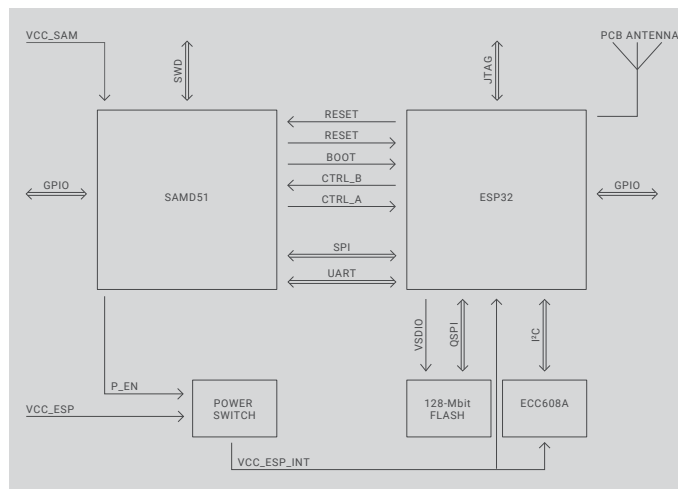 VCC_SAM
SWD
JTAG
PCB ANTENNA
RESET
RESET
BOOT
CTRL_B
CTRL_A
GPIO
SAMD51
ESP32
GPIO
SPI
UART
VSDIO
QSPI
I²C
P_EN
VCC_ESP
POWER
SWITCH
128-Mbit
FLASH
ECC608A
VCC_ESP_INT